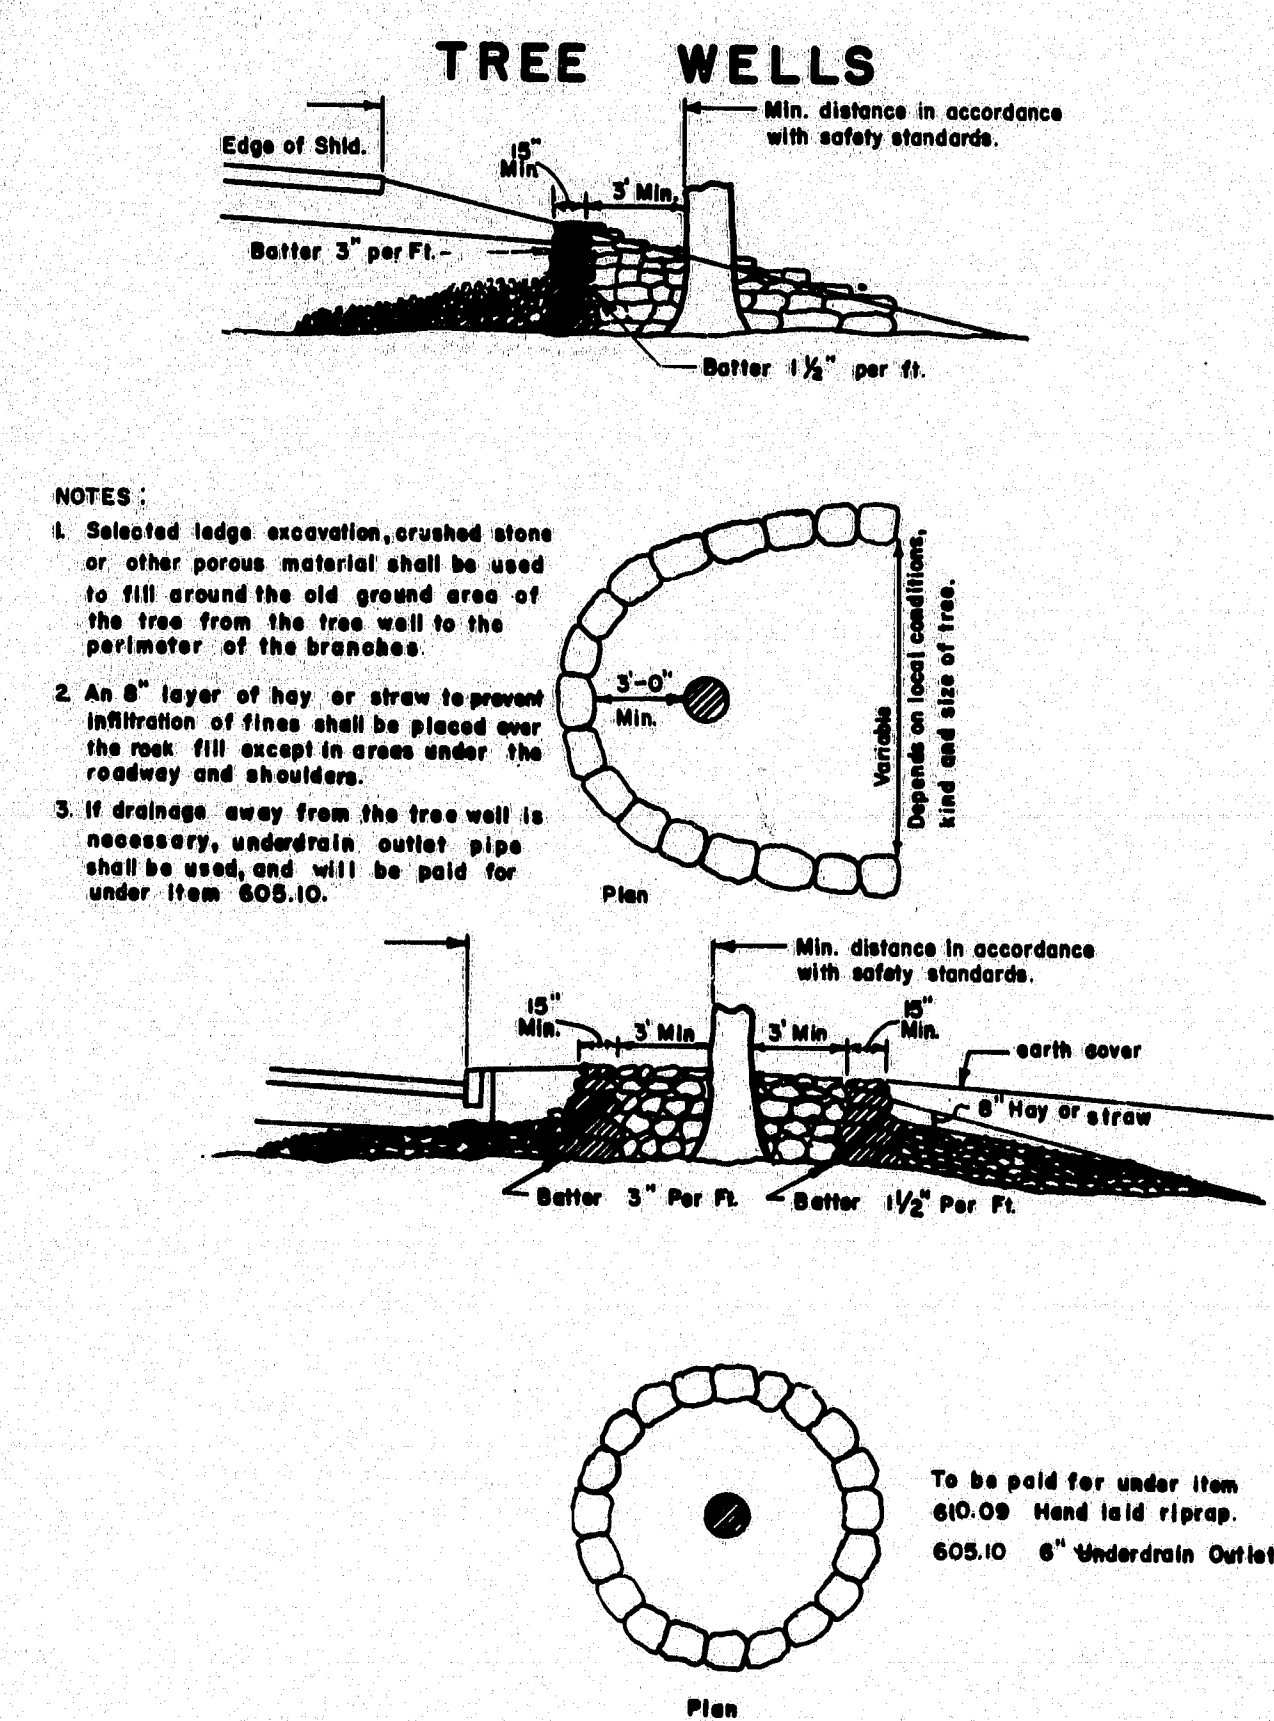 TREE WELLS
Min. distance in accordance
with safety standards.
Edge of Shld.
15"
Min
3' Min.
Batter 3" per Ft.-
Batter 1 1/2" per ft.
NOTES:
1. Selected ledge excavation, crushed stone
or other porous material shall be used
to fill around the old ground area of
the tree from the tree well to the
perimeter of the branches.
2. An 8" layer of hay or straw to prevent
infiltration of fines shall be placed over
the rock fill except in areas under the
roadway and shoulders.
3. If drainage away from the tree well is
necessary, underdrain outlet pipe
shall be used, and will be paid for
under item 605.10.
3'-0"
Min.
Variable
Depends on local conditions,
kind and size of tree.
Plan
Min. distance in accordance
with safety standards.
15"
Min.
3' Min
3' Min
15"
Min.
earth cover
8" Hay or straw
Batter 3" Per Ft.
Batter 1 1/2" Per Ft.
To be paid for under item
610.09 Hand laid riprap.
605.10 6" Underdrain Outlet
Plan